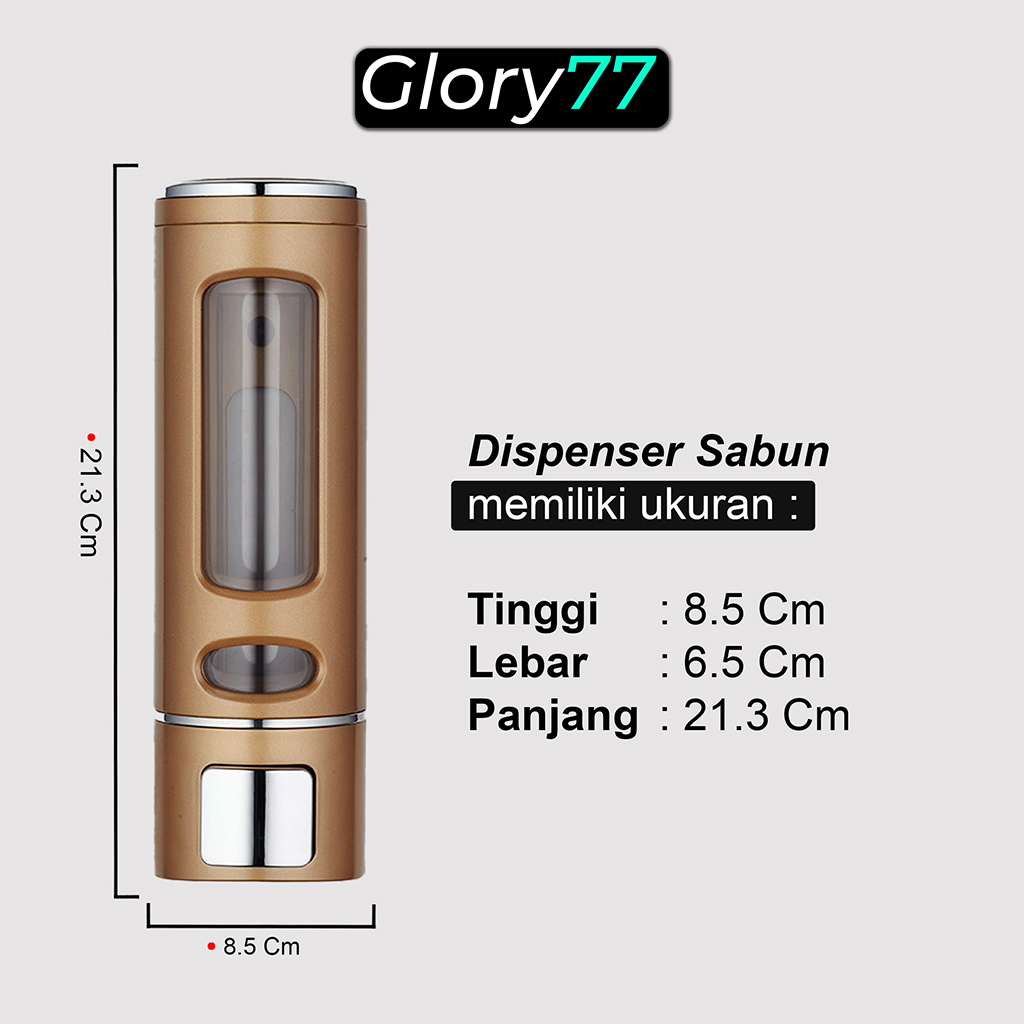 Glory77
21.3 Cm
Dispenser Sabun
memiliki ukuran :
Tinggi : 8.5 Cm
Lebar : 6.5 Cm
Panjang : 21.3 Cm
8.5 Cm